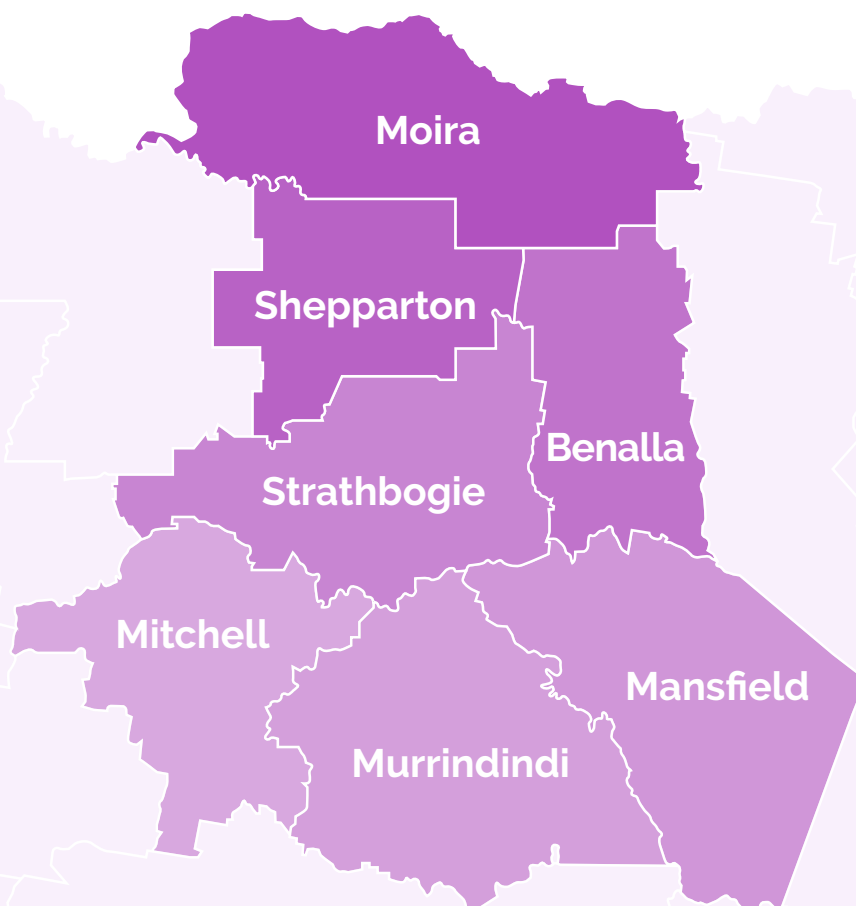 Moira
Shepparton
Benalla
Strathbogie
Mitchell
Mansfield
Murrindindi